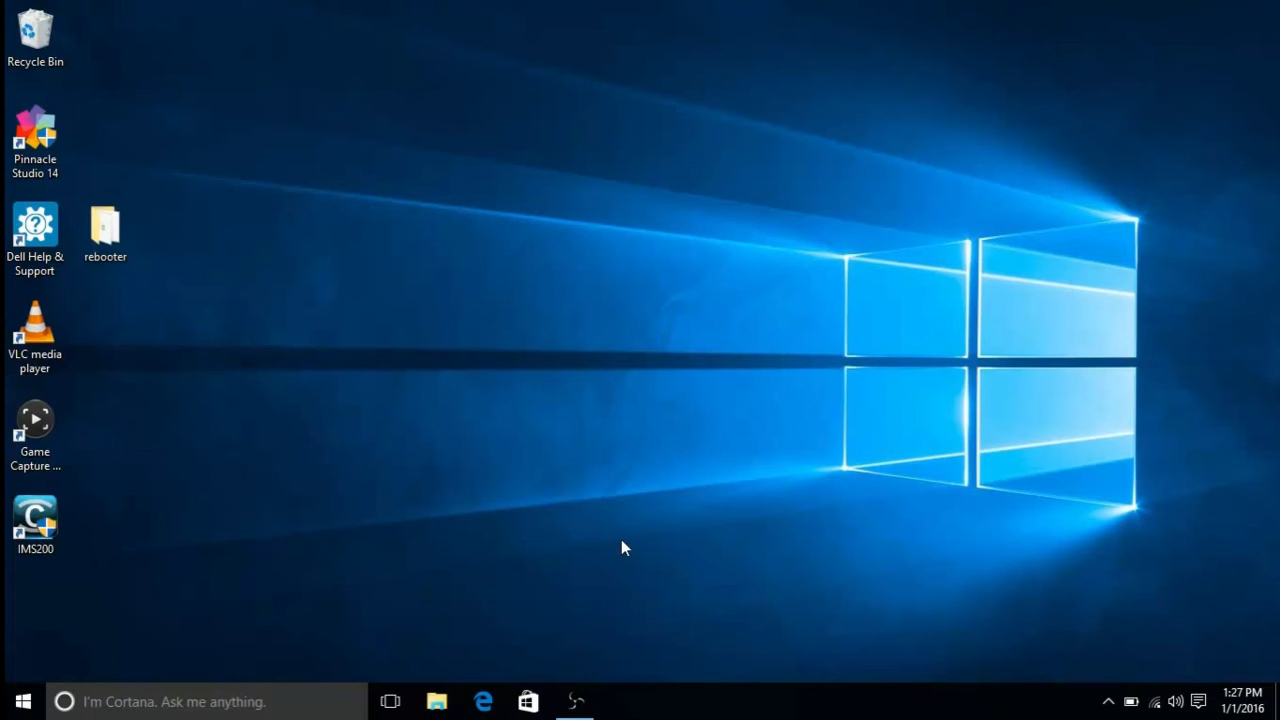 Recycle Bin
Pinnacle
Studio 14
Dell Help &
Support
rebooter
VLC media
player
Game
Capture ...
IMS200
I'm Cortana. Ask me anything.
1:27 PM
1/1/2016